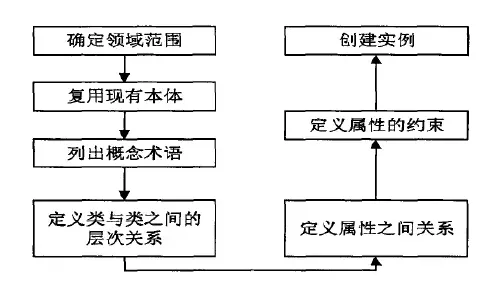 确定领域范围
复用现有本体
列出概念术语
定义类与类之间的
层次关系
定义属性之间关系
定义属性的约束
创建实例